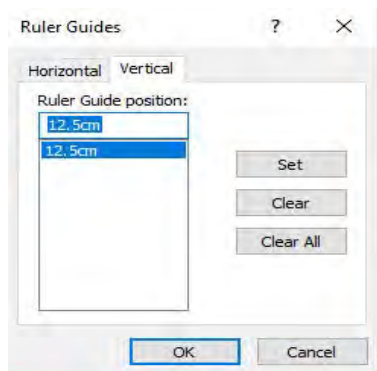 Ruler Guides ? ×
Horizontal Vertical
Ruler Guide position:
12.5cm
12.5cm
Set
Clear
Clear All
OK Cancel